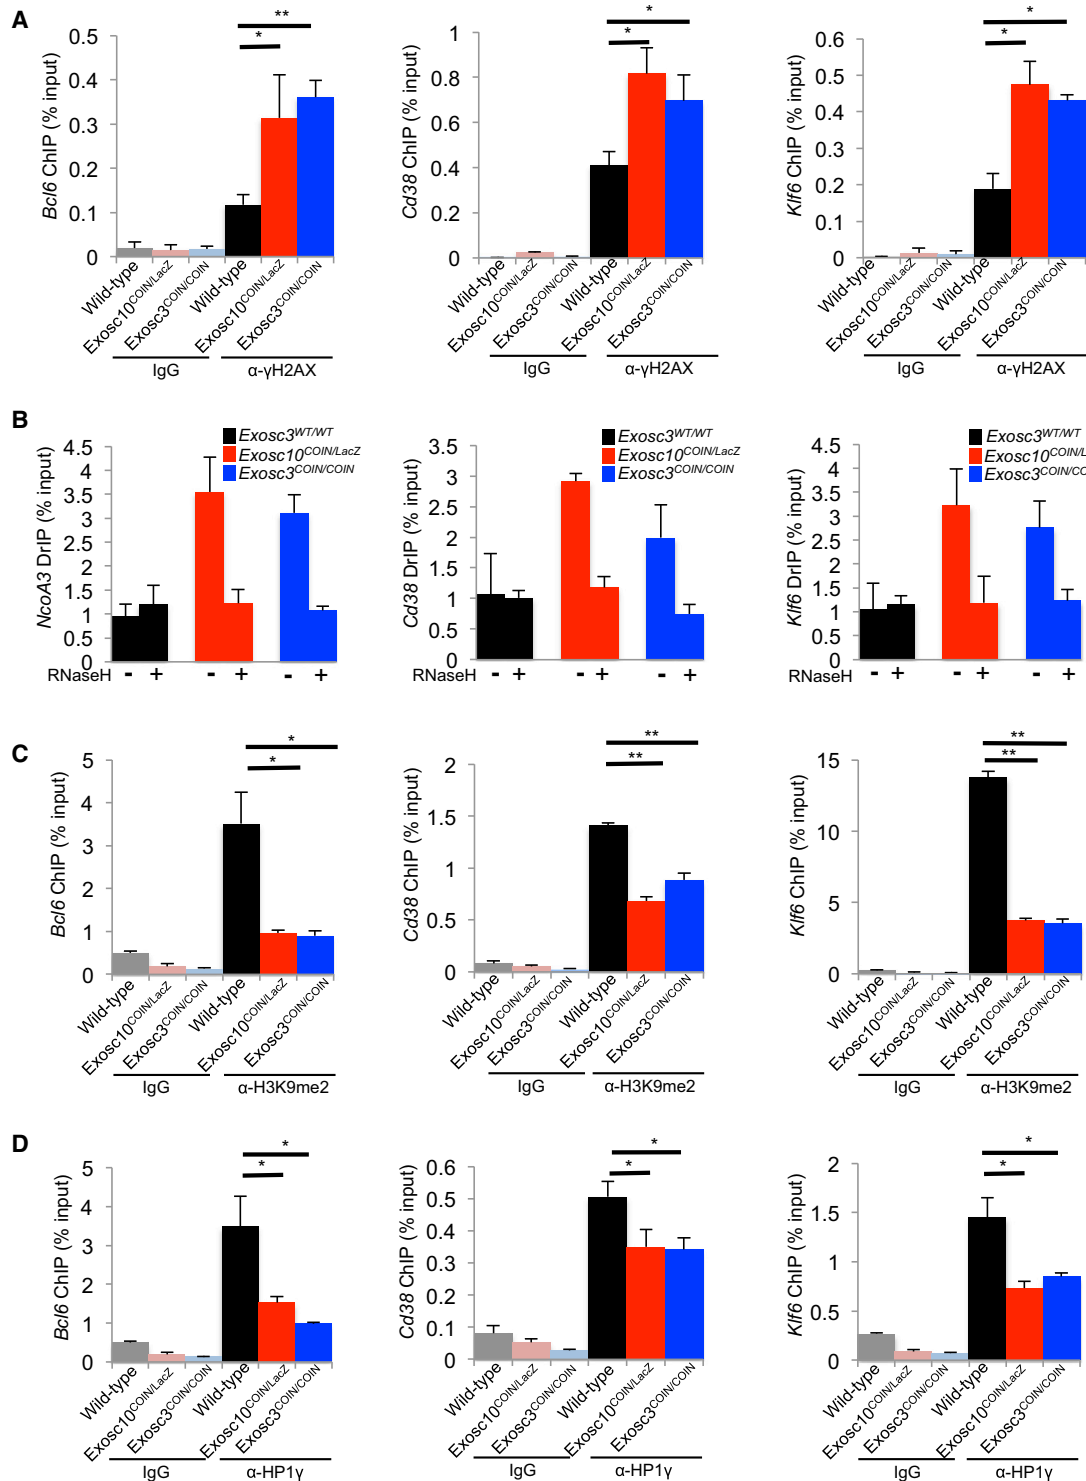 A
Bcl6 ChIP (% input)
0.5
0.4
0.3
0.2
0.1
0
*
**
Wild-type
Exosc10COIN/LacZ
Exosc3COIN/COIN
Wild-type
Exosc10COIN/LacZ
Exosc3COIN/COIN
IgG
α-γH2AX
Cd38 ChIP (% input)
1
0.8
0.6
0.4
0.2
0
*
*
Wild-type
Exosc10COIN/LacZ
Exosc3COIN/COIN
Wild-type
Exosc10COIN/LacZ
Exosc3COIN/COIN
IgG
α-γH2AX
Klf6 ChIP (% input)
0.6
0.5
0.4
0.3
0.2
0.1
0
*
*
Wild-type
Exosc10COIN/LacZ
Exosc3COIN/COIN
Wild-type
Exosc10COIN/LacZ
Exosc3COIN/COIN
IgG
α-γH2AX
B
NcoA3 DrIP (% input)
4.5
4
3.5
3
2.5
2
1.5
1
0.5
0
Exosc3WT/WT
Exosc10COIN/LacZ
Exosc3COIN/COIN
RNaseH - + - + - +
Cd38 DrIP (% input)
3.5
3
2.5
2
1.5
1
0.5
0
Exosc3WT/WT
Exosc10COIN/LacZ
Exosc3COIN/COIN
RNaseH - + - + - +
Klf6 DrIP (% input)
4.5
4
3.5
3
2.5
2
1.5
1
0.5
0
Exosc3WT/WT
Exosc10COIN/L
Exosc3COIN/CO
RNaseH - + - + - +
C
Bcl6 ChIP (% input)
5
4
3
2
1
0
*
*
Wild-type
Exosc10COIN/LacZ
Exosc3COIN/COIN
Wild-type
Exosc10COIN/LacZ
Exosc3COIN/COIN
IgG
α-H3K9me2
Cd38 ChIP (% input)
2
1.5
1
0.5
0
**
**
Wild-type
Exosc10COIN/LacZ
Exosc3COIN/COIN
Wild-type
Exosc10COIN/LacZ
Exosc3COIN/COIN
IgG
α-H3K9me2
Klf6 ChIP (% input)
15
10
5
0
**
**
Wild-type
Exosc10COIN/LacZ
Exosc3COIN/COIN
Wild-type
Exosc10COIN/LacZ
Exosc3COIN/COIN
IgG
α-H3K9me2
D
Bcl6 ChIP (% input)
5
4
3
2
1
0
*
*
Wild-type
Exosc10COIN/LacZ
Exosc3COIN/COIN
Wild-type
Exosc10COIN/LacZ
Exosc3COIN/COIN
IgG
α-HP1γ
Cd38 ChIP (% input)
0.6
0.5
0.4
0.3
0.2
0.1
0
*
*
Wild-type
Exosc10COIN/LacZ
Exosc3COIN/COIN
Wild-type
Exosc10COIN/LacZ
Exosc3COIN/COIN
IgG
α-HP1γ
Klf6 ChIP (% input)
2
1.5
1
0.5
0
*
*
Wild-type
Exosc10COIN/LacZ
Exosc3COIN/COIN
Wild-type
Exosc10COIN/LacZ
Exosc3COIN/COIN
IgG
α-HP1γ